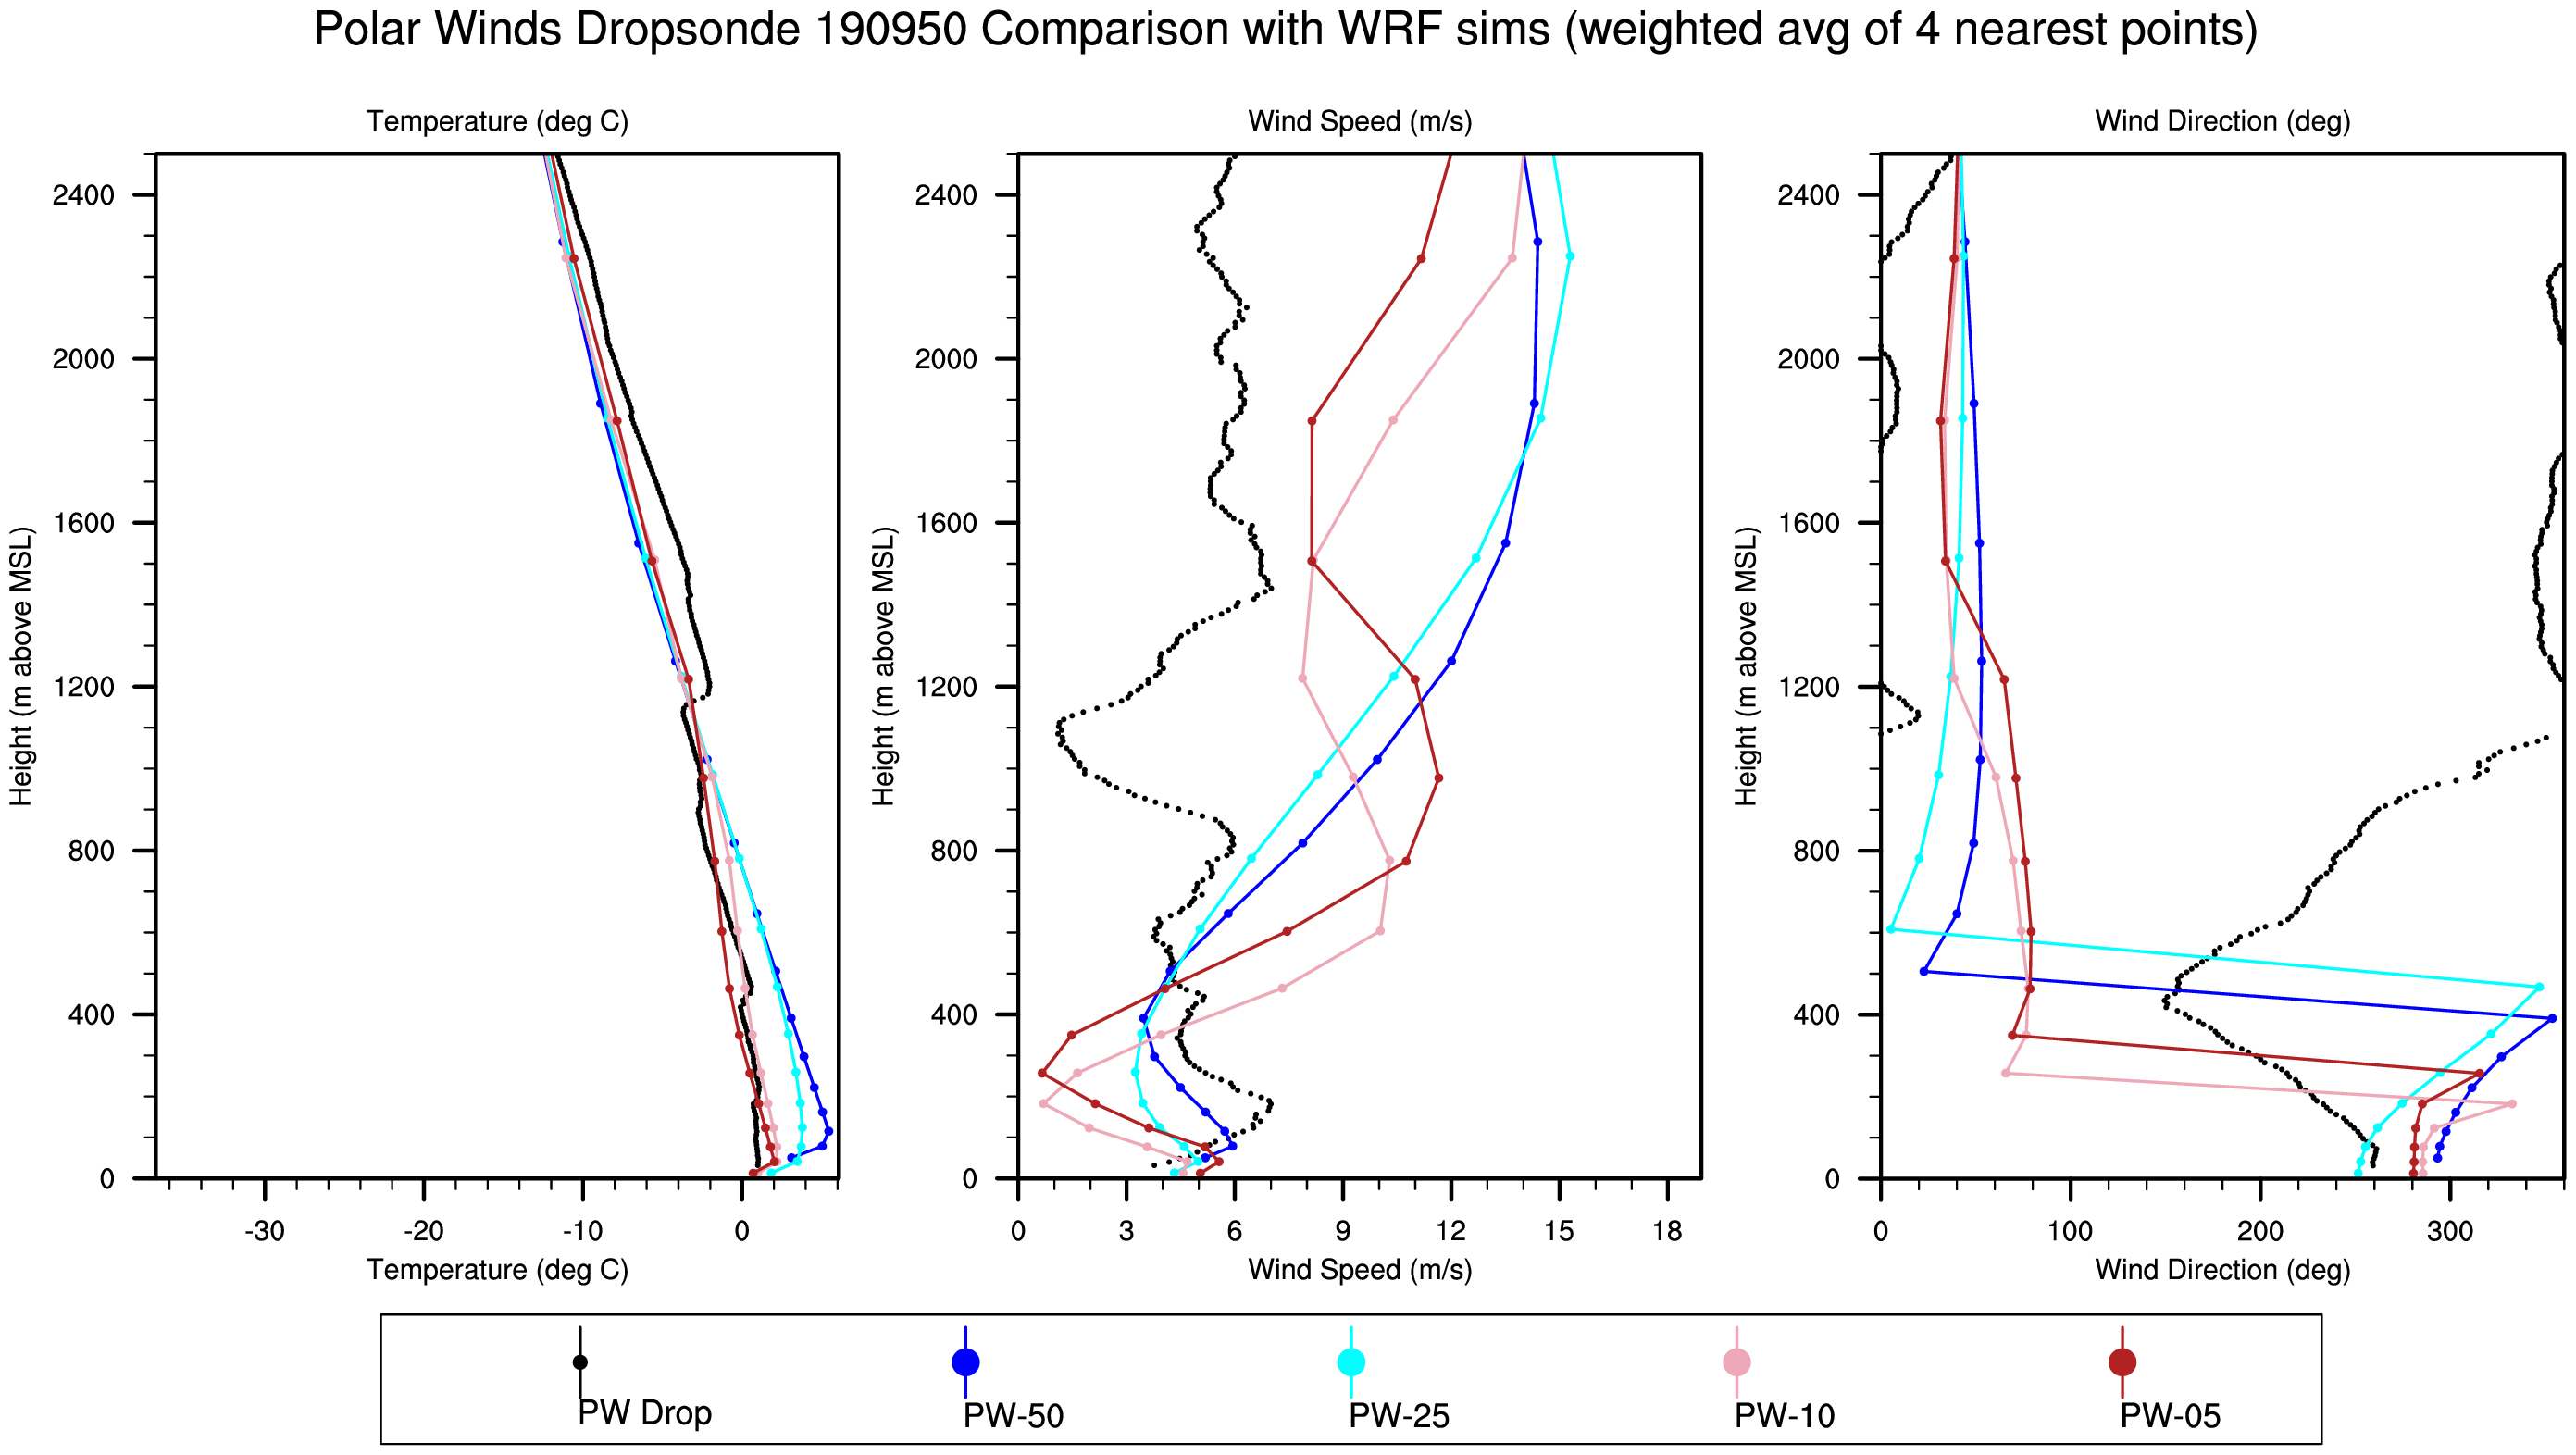 Polar Winds Dropsonde 190950 Comparison with WRF sims (weighted avg of 4 nearest points)
Temperature (deg C)
Wind Speed (m/s)
Wind Direction (deg)
Height (m above MSL)
2400
2000
1600
1200
800
400
0
-30
-20
-10
0
Temperature (deg C)
Height (m above MSL)
2400
2000
1600
1200
800
400
0
0
3
6
9
12
15
18
Wind Speed (m/s)
Height (m above MSL)
2400
2000
1600
1200
800
400
0
0
100
200
300
Wind Direction (deg)
PW Drop
PW-50
PW-25
PW-10
PW-05